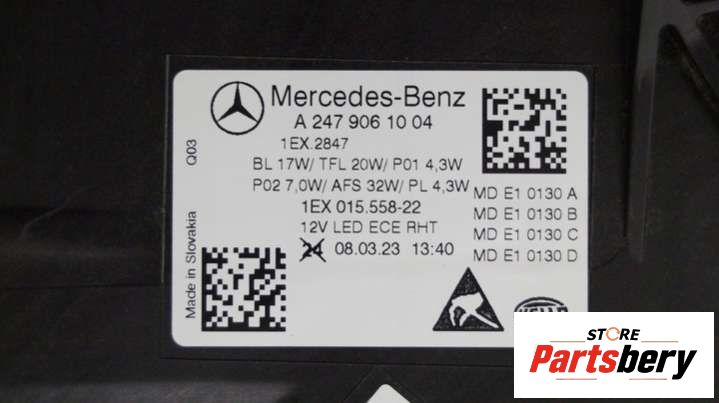 Mercedes-Benz
A 247 906 10 04
1EX.2847
BL 17W/ TFL 20W/ P01 4,3W
P02 7,0W/ AFS 32W/ PL 4,3W
1EX 015.558-22
12V LED ECE RHT
24 08.03.23 13:40
MD E1 0130 A
MD E1 0130 B
MD E1 0130 C
MD E1 0130 D
Q03
Made in Slovakia
STORE
Partsbery